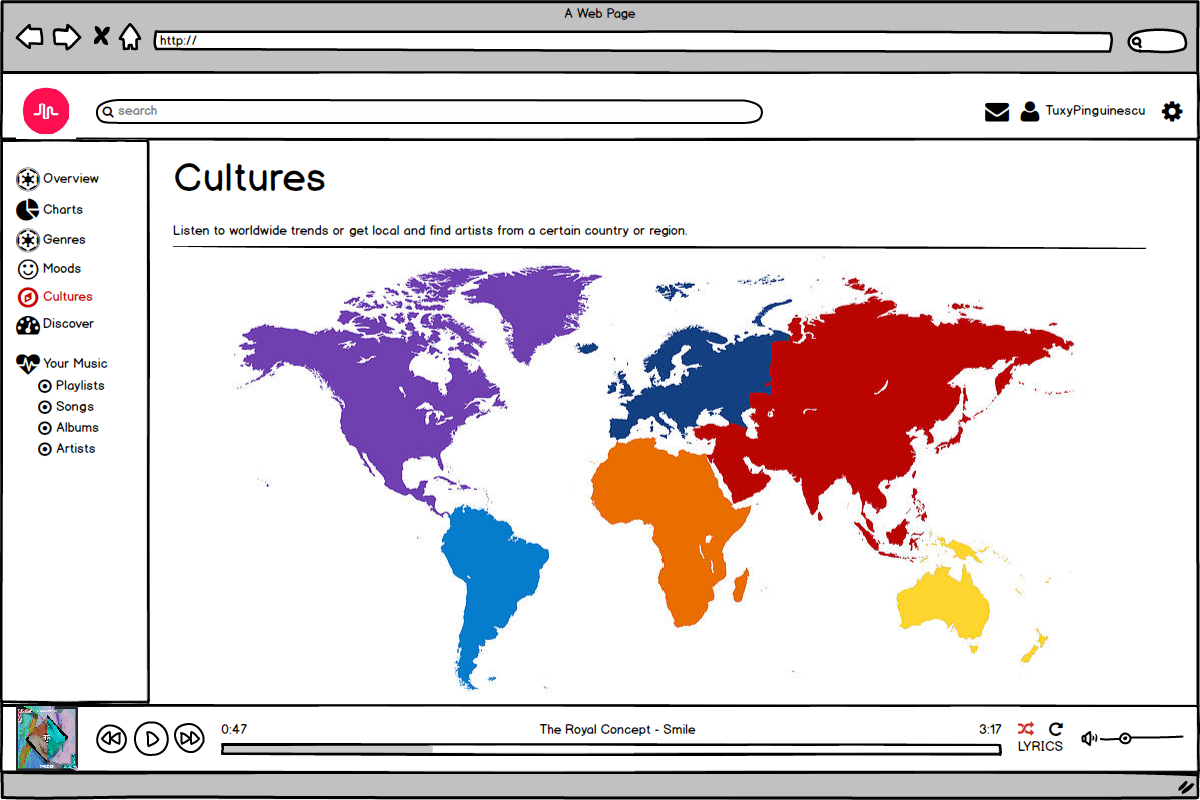 A Web Page
http://
search
TuxyPinguinescu
Overview
Charts
Genres
Moods
Cultures
Discover
Your Music
Playlists
Songs
Albums
Artists
Cultures
Listen to worldwide trends or get local and find artists from a certain country or region.
0:47
The Royal Concept - Smile
3:17
LYRICS